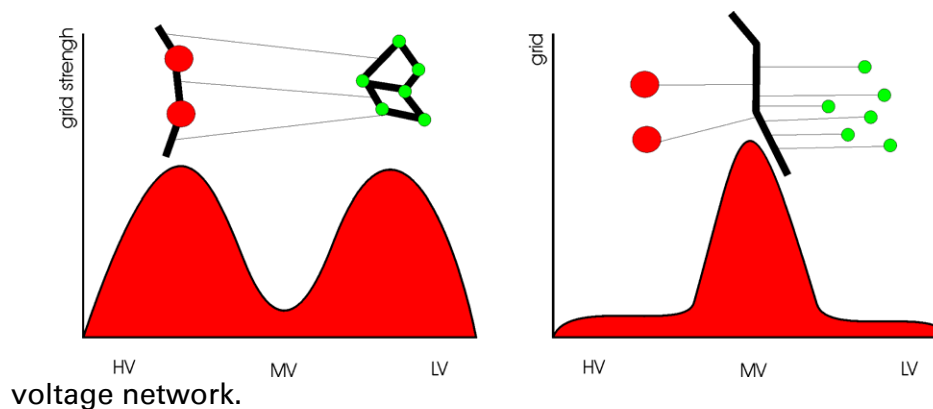 grid strengh
grid
HV
MV
LV
HV
MV
LV
voltage network.